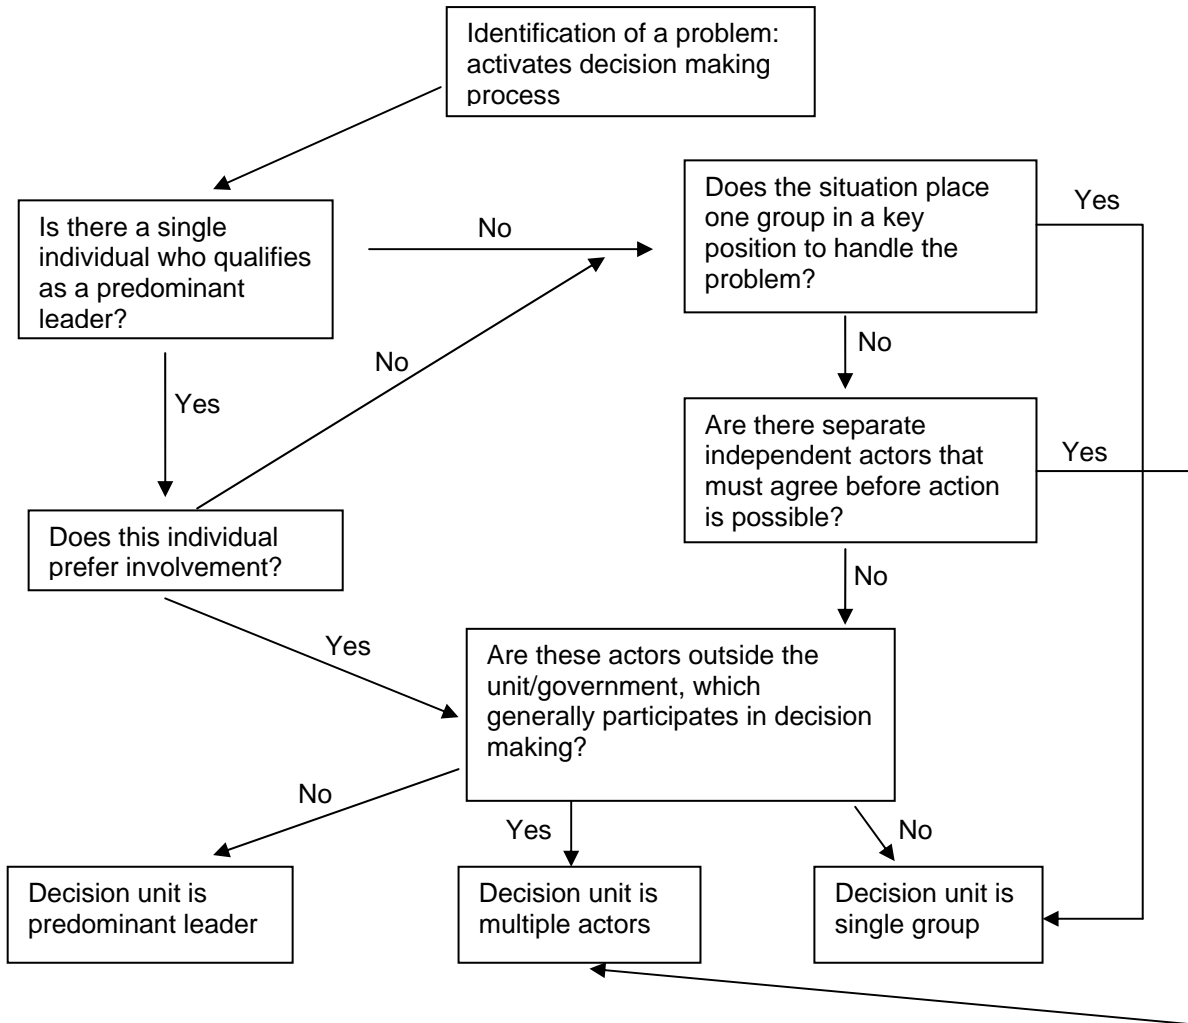 Identification of a problem:
activates decision making
process
Is there a single
individual who qualifies
as a predominant
leader?
No
Does the situation place
one group in a key
position to handle the
problem?
Yes
No
No
Yes
Are there separate
independent actors that
must agree before action
is possible?
Yes
Does this individual
prefer involvement?
No
Yes
Are these actors outside the
unit/government, which
generally participates in decision
making?
No
Yes
No
Decision unit is
predominant leader
Decision unit is
multiple actors
Decision unit is
single group